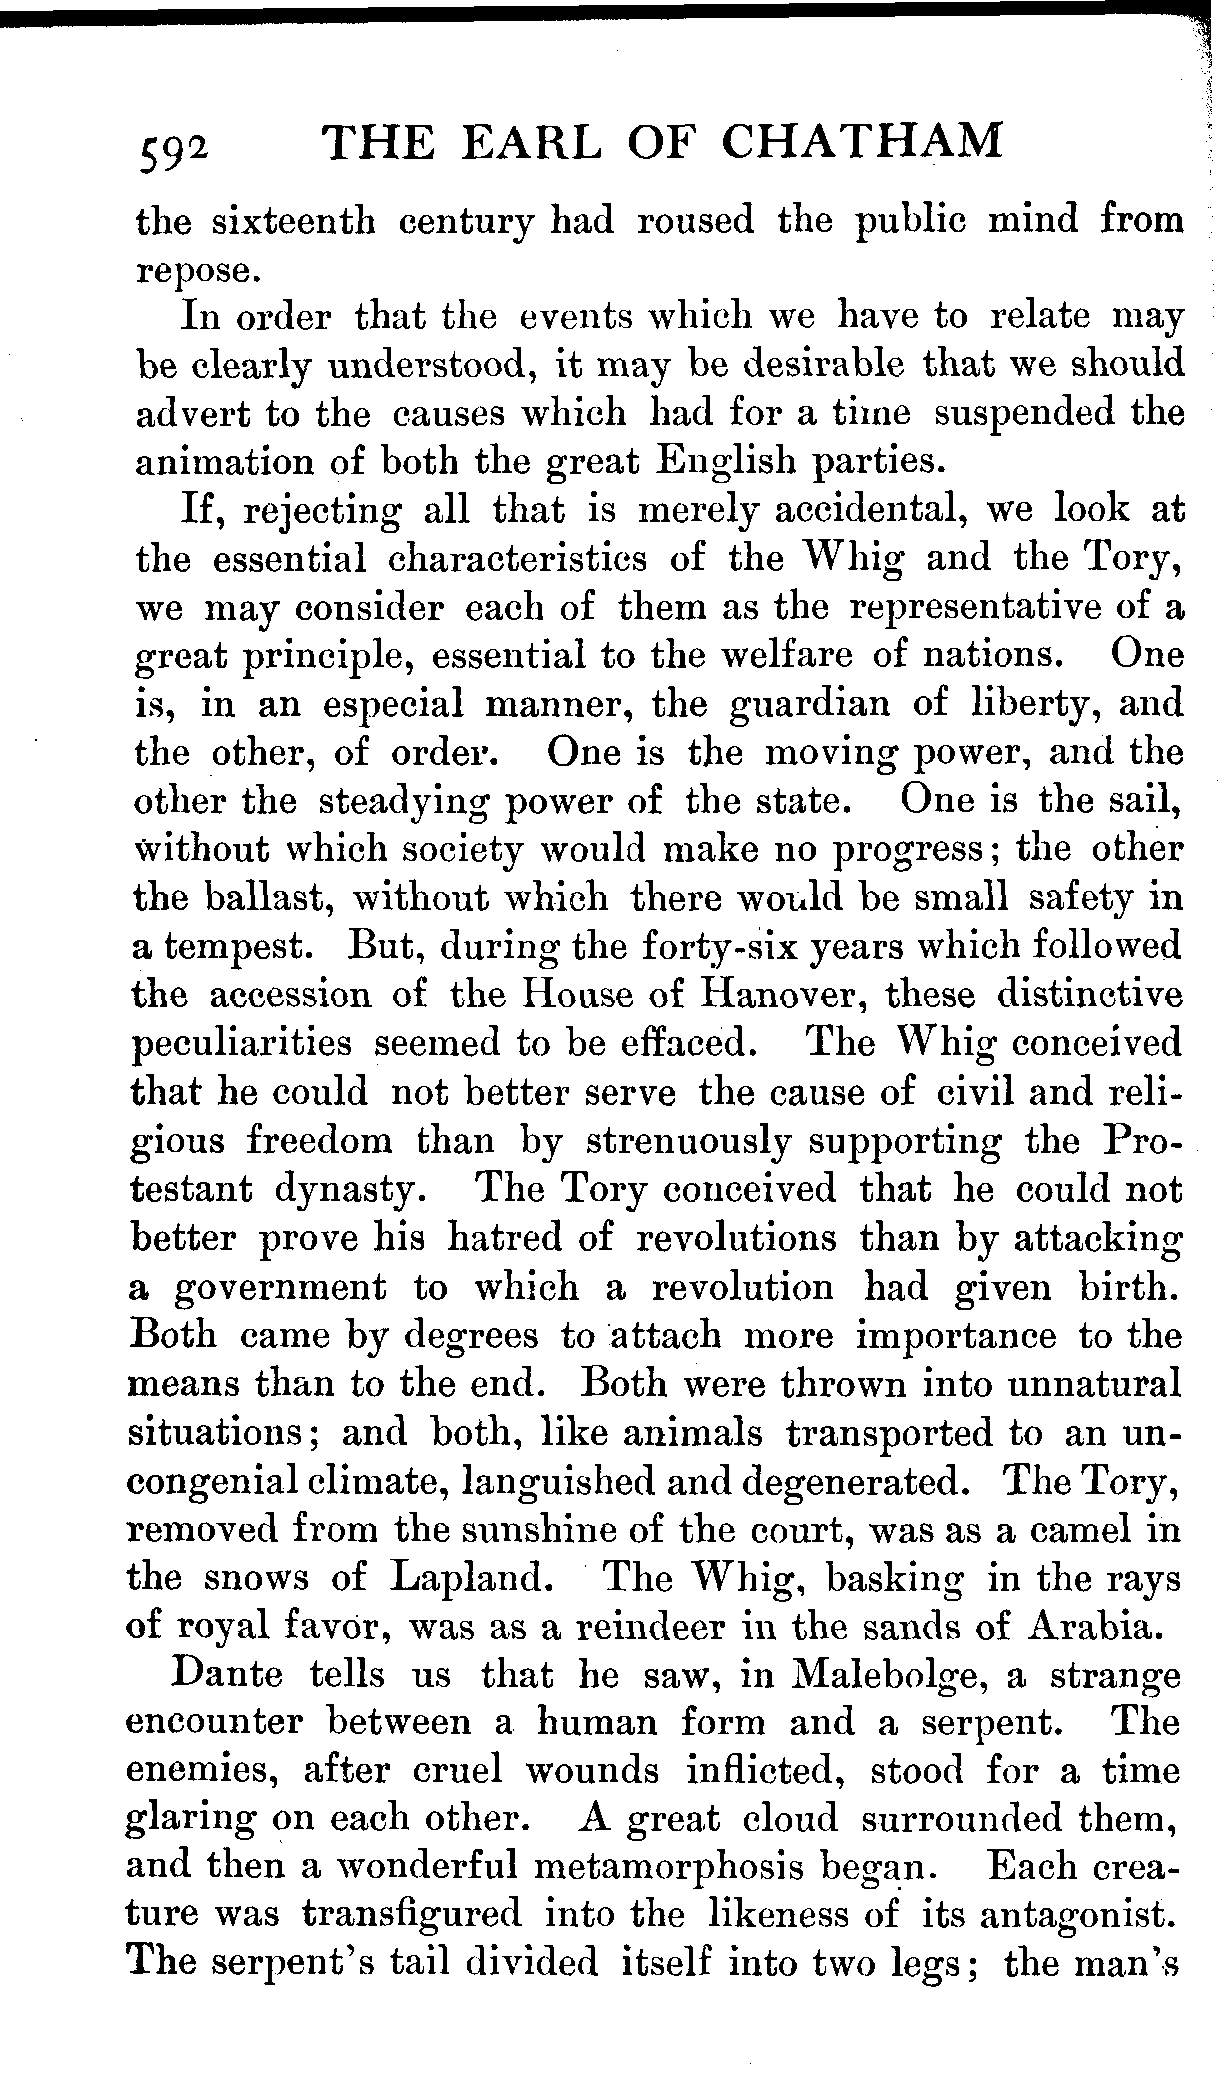 592 THE EARL OF CHATHAM
the sixteenth century had roused the public mind from
repose.
In order that the events which we have to relate may
be clearly understood, it may be desirable that we should
advert to the causes which had for a time suspended the
animation of both the great English parties.
If, rejecting all that is merely accidental, we look at
the essential characteristics of the Whig and the Tory,
we may consider each of them as the representative of a
great principle, essential to the welfare of nations. One
is, in an especial manner, the guardian of liberty, and
the other, of order. One is the moving power, and the
other the steadying power of the state. One is the sail,
without which society would make no progress; the other
the ballast, without which there would be small safety in
a tempest. But, during the forty-six years which followed
the accession of the House of Hanover, these distinctive
peculiarities seemed to be effaced. The Whig conceived
that he could not better serve the cause of civil and reli-
gious freedom than by strenuously supporting the Pro-
testant dynasty. The Tory conceived that he could not
better prove his hatred of revolutions than by attacking
a government to which a revolution had given birth.
Both came by degrees to attach more importance to the
means than to the end. Both were thrown into unnatural
situations; and both, like animals transported to an un-
congenial climate, languished and degenerated. The Tory,
removed from the sunshine of the court, was as a camel in
the snows of Lapland. The Whig, basking in the rays
of royal favor, was as a reindeer in the sands of Arabia.
Dante tells us that he saw, in Malebolge, a strange
encounter between a human form and a serpent. The
enemies, after cruel wounds inflicted, stood for a time
glaring on each other. A great cloud surrounded them,
and then a wonderful metamorphosis began. Each crea-
ture was transfigured into the likeness of its antagonist.
The serpent's tail divided itself into two legs; the man's